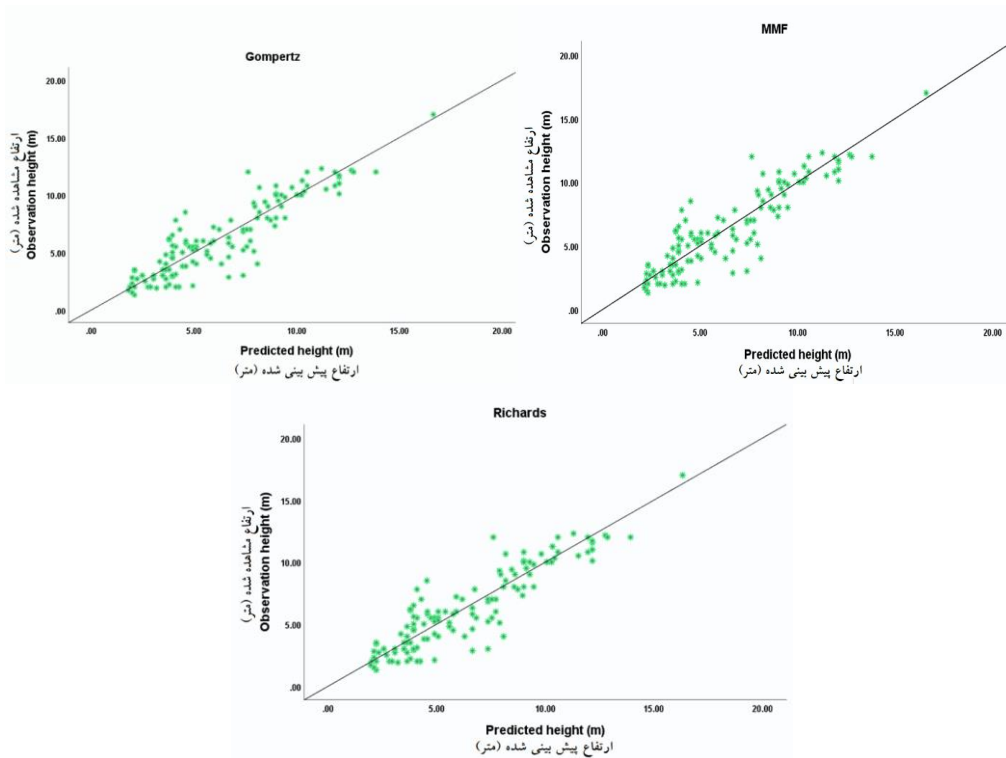 Gompertz
20.00
15.00
10.00
5.00
.00
ارتفاع مشاهده شده (متر)
Observation height (m)
.00 5.00 10.00 15.00 20.00
Predicted height (m)
ارتفاع پیش بینی شده (متر)
MMF
20.00
15.00
10.00
5.00
.00
ارتفاع مشاهده شده (متر)
Observation height (m)
.00 5.00 10.00 15.00 20.00
Predicted height (m)
ارتفاع پیش بینی شده (متر)
Richards
20.00
15.00
10.00
5.00
.00
ارتفاع مشاهده شده (متر)
Observation height (m)
.00 5.00 10.00 15.00 20.00
Predicted height (m)
ارتفاع پیش بینی شده (متر)